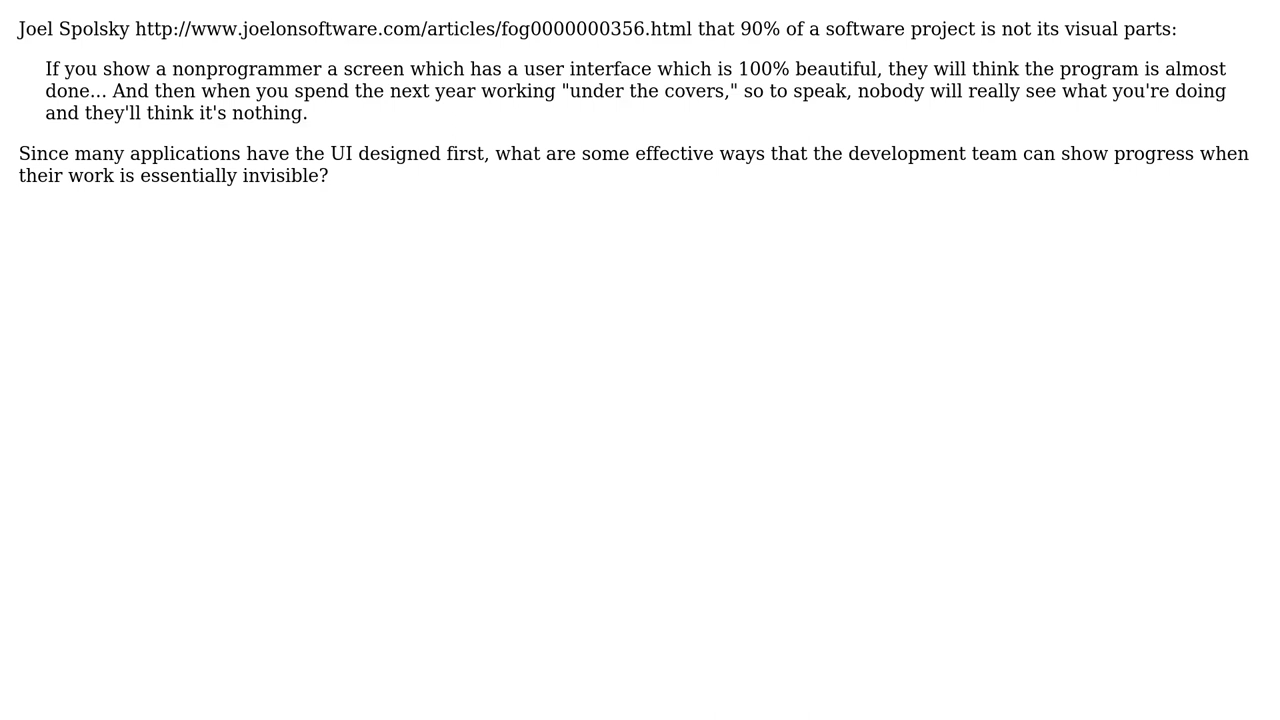 Joel Spolsky http://www.joelonsoftware.com/articles/fog0000000356.html that 90% of a software project is not its visual parts:
If you show a nonprogrammer a screen which has a user interface which is 100% beautiful, they will think the program is almost
done... And then when you spend the next year working "under the covers," so to speak, nobody will really see what you're doing
and they'll think it's nothing.
Since many applications have the UI designed first, what are some effective ways that the development team can show progress when
their work is essentially invisible?